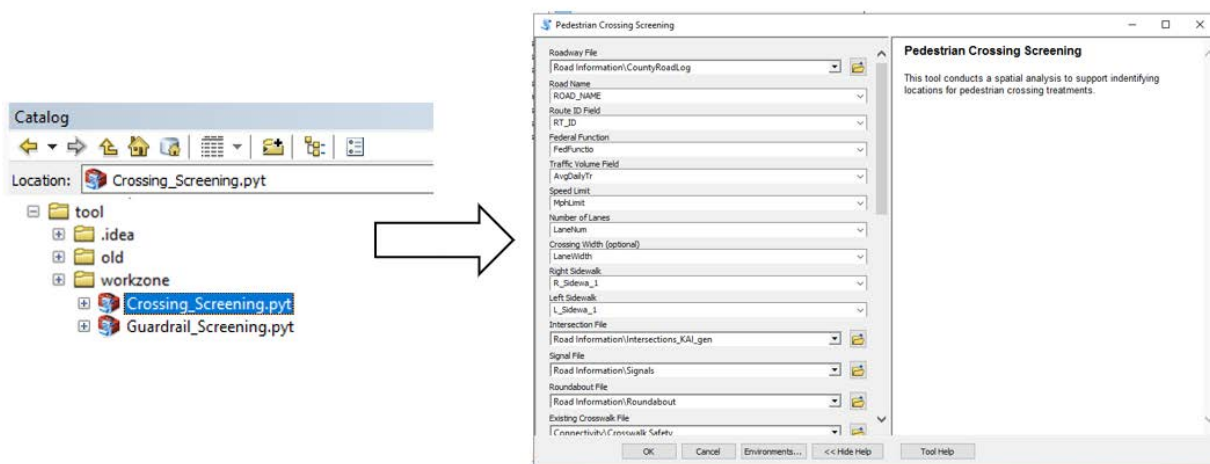 Catalog
Location: Crossing_Screening.pyt
tool
.idea
old
workzone
Crossing_Screening.pyt
Guardrail_Screening.pyt
Pedestrian Crossing Screening
Roadway File
Road Information\CountyRoadLog
Road Name
ROAD_NAME
Route ID Field
RT_ID
Federal Function
FedFunctio
Traffic Volume Field
AvgDailyTr
Speed Limit
MphLimit
Number of Lanes
LaneNum
Crossing Width (optional)
LaneWidth
Right Sidewalk
R_Sidewa_1
Left Sidewalk
L_Sidewa_1
Intersection File
Road Information\Intersections_KAI_gen
Signal File
Road Information\Signals
Roundabout File
Road Information\Roundabout
Existing Crosswalk File
Connectivity\Crosswalk Safety
OK Cancel Environments... << Hide Help Tool Help
Pedestrian Crossing Screening
This tool conducts a spatial analysis to support indentifying
locations for pedestrian crossing treatments.